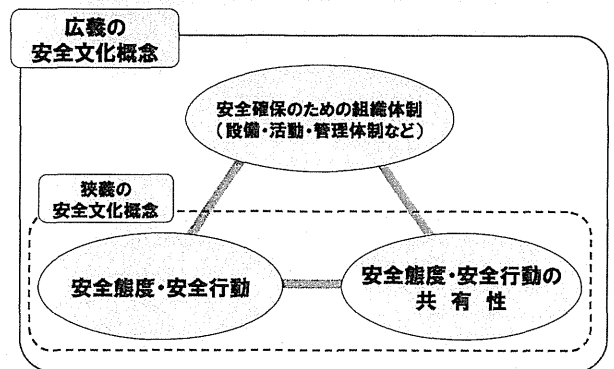 広義の
安全文化概念
安全確保のための組織体制
(設備・活動・管理体制など)
狭義の
安全文化概念
安全態度・安全行動
安全態度・安全行動の
共有性